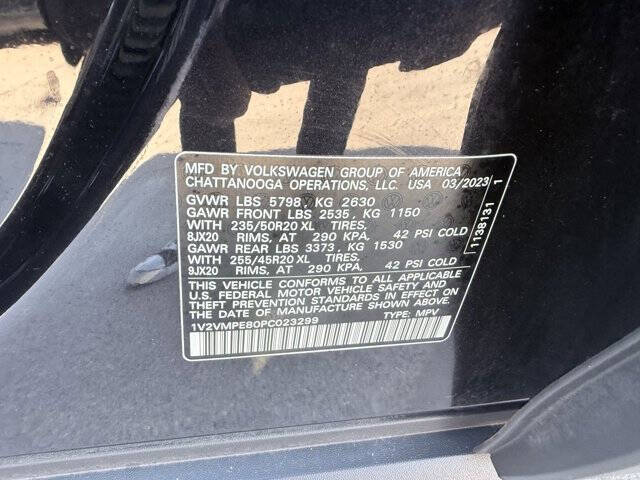 MFD BY VOLKSWAGEN GROUP OF AMERICA
CHATTANOOGA OPERATIONS, LLC. USA 03/2023
GVWR LBS 5798 KG 2630
GAWR FRONT LBS 2535, KG 1150
WITH 235/50R20 XL TIRES,
8JX20 RIMS, AT 290 KPA, 42 PSI COLD
GAWR REAR LBS 3373, KG 1530
WITH 255/45R20 XL TIRES,
9JX20 RIMS, AT 290 KPA, 42 PSI COLD
THIS VEHICLE CONFORMS TO ALL APPLICABLE
U.S. FEDERAL MOTOR VEHICLE SAFETY AND
THEFT PREVENTION STANDARDS IN EFFECT ON
THE DATE OF MANUFACTURE SHOWN ABOVE.
1V2VMPE80PC023299 TYPE: MPV
1138131 1